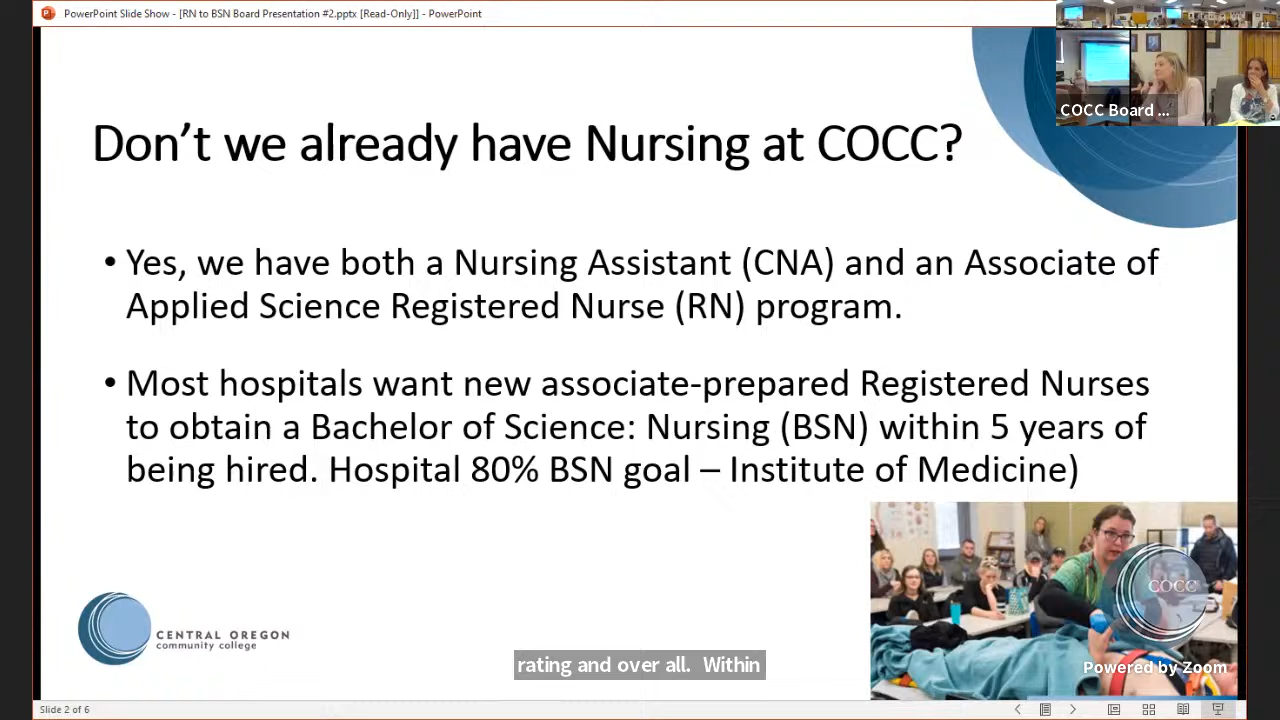 PowerPoint Slide Show - [RN to BSN Board Presentation #2.pptx [Read-Only]] - PowerPoint
COCC Board ...
Don't we already have Nursing at COCC?
• Yes, we have both a Nursing Assistant (CNA) and an Associate of
Applied Science Registered Nurse (RN) program.
• Most hospitals want new associate-prepared Registered Nurses
to obtain a Bachelor of Science: Nursing (BSN) within 5 years of
being hired. Hospital 80% BSN goal – Institute of Medicine)
COCC
CENTRAL OREGON
community college
rating and over all. Within
Powered by Zoom
Slide 2 of 6